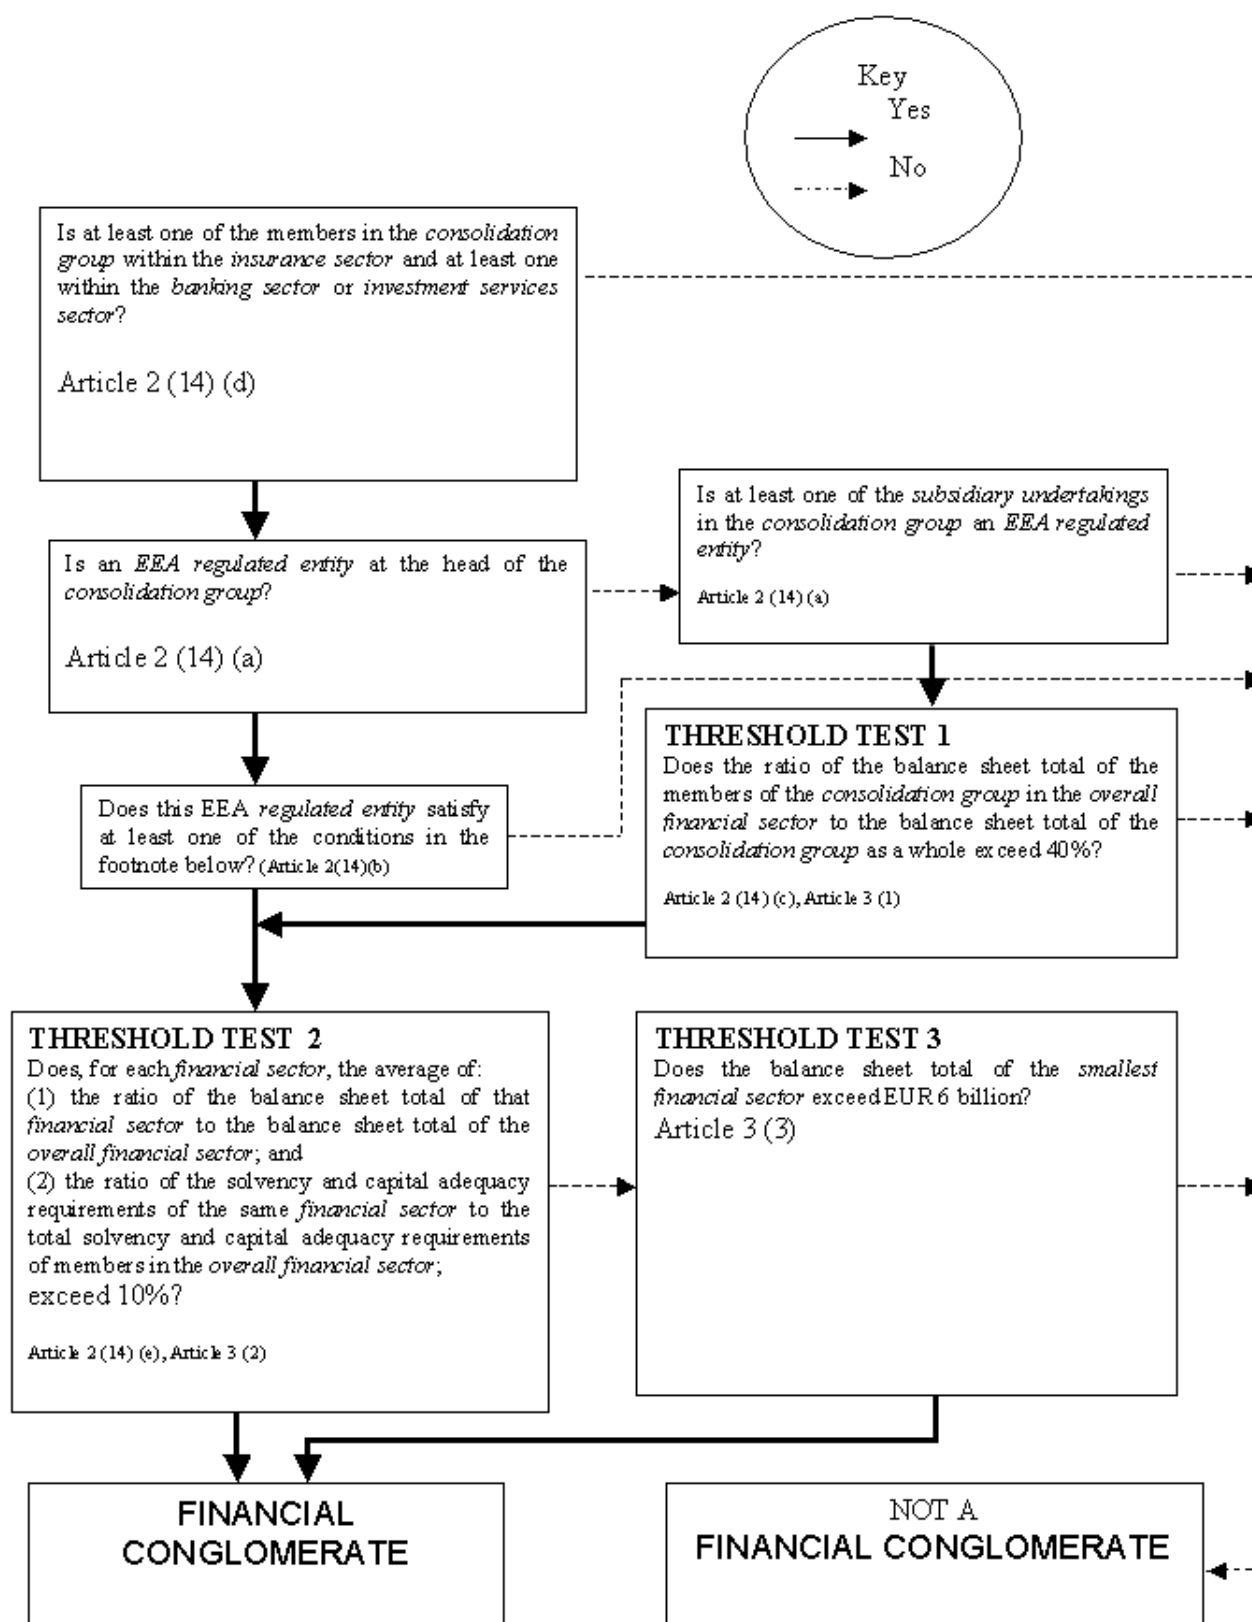 Key
Yes
No
Is at least one of the members in the consolidation
group within the insurance sector and at least one
within the banking sector or investment services
sector?
Article 2 (14) (d)
Is at least one of the subsidiary undertakings
in the consolidation group an EEA regulated
entity?
Article 2 (14) (a)
Is an EEA regulated entity at the head of the
consolidation group?
Article 2 (14) (a)
THRESHOLD TEST 1
Does the ratio of the balance sheet total of the
members of the consolidation group in the overall
financial sector to the balance sheet total of the
consolidation group as a whole exceed 40%?
Article 2 (14) (c), Article 3 (1)
Does this EEA regulated entity satisfy
at least one of the conditions in the
footnote below? (Article 2(14)(b)
THRESHOLD TEST 2
Does, for each financial sector, the average of:
(1) the ratio of the balance sheet total of that
financial sector to the balance sheet total of the
overall financial sector; and
(2) the ratio of the solvency and capital adequacy
requirements of the same financial sector to the
total solvency and capital adequacy requirements
of members in the overall financial sector;
exceed 10%?
Article 2 (14) (e), Article 3 (2)
THRESHOLD TEST 3
Does the balance sheet total of the smallest
financial sector exceed EUR 6 billion?
Article 3 (3)
FINANCIAL
CONGLOMERATE
NOT A
FINANCIAL CONGLOMERATE